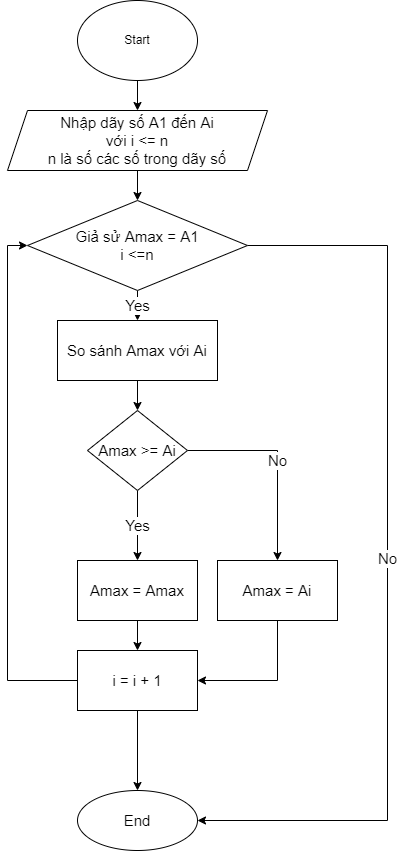 Start
Nhập dãy số A1 đến Ai
với i <= n
n là số các số trong dãy số
Giả sử Amax = A1
i <=n
Yes
So sánh Amax với Ai
Amax >= Ai
No
Yes
No
Amax = Amax
Amax = Ai
i = i + 1
End